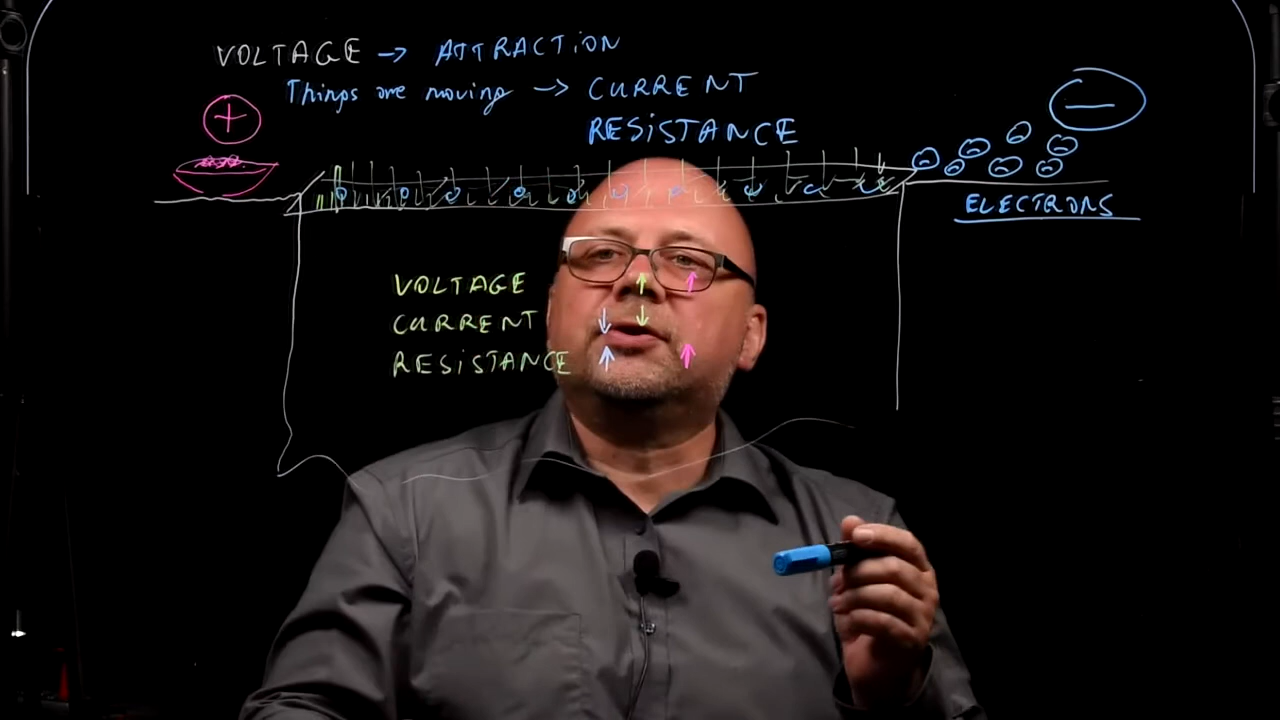 VOLTAGE → ATTRACTION
Things are moving → CURRENT
RESISTANCE
+
−
ELECTRONS
VOLTAGE ↑ ↑
CURRENT ↓ ↓
RESISTANCE ↑ ↑